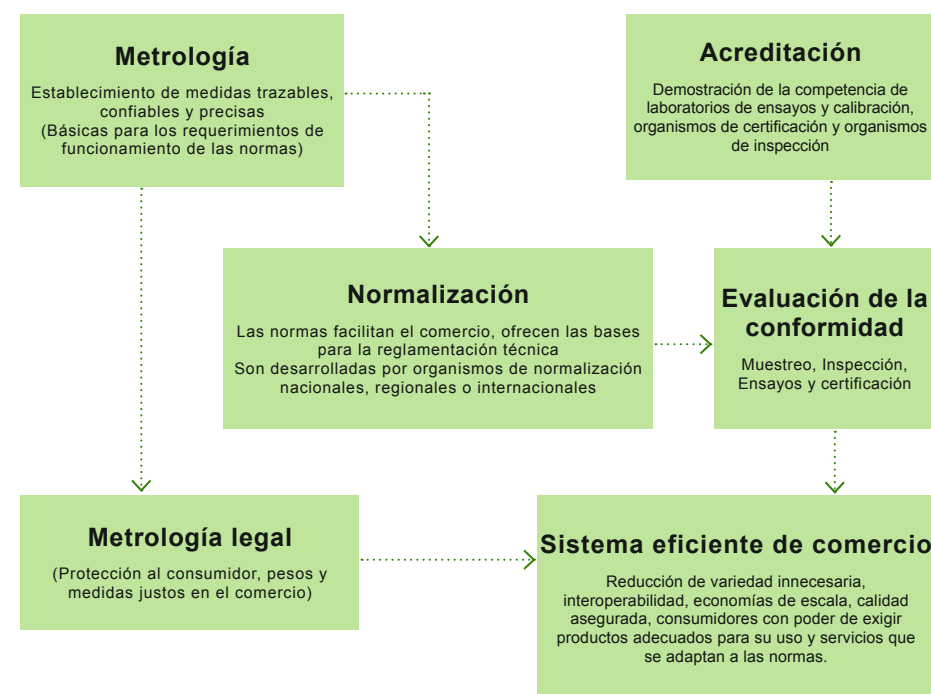 Metrología
Establecimiento de medidas trazables,
confiables y precisas
(Básicas para los requerimientos de
funcionamiento de las normas)
Acreditación
Demostración de la competencia de
laboratorios de ensayos y calibración,
organismos de certificación y organismos
de inspección
Normalización
Las normas facilitan el comercio, ofrecen las bases
para la reglamentación técnica
Son desarrolladas por organismos de normalización
nacionales, regionales o internacionales
Evaluación de la
conformidad
Muestreo, Inspección,
Ensayos y certificación
Metrología legal
(Protección al consumidor, pesos y
medidas justos en el comercio)
Sistema eficiente de comercio
Reducción de variedad innecesaria,
interoperabilidad, economías de escala, calidad
asegurada, consumidores con poder de exigir
productos adecuados para su uso y servicios que
se adaptan a las normas.